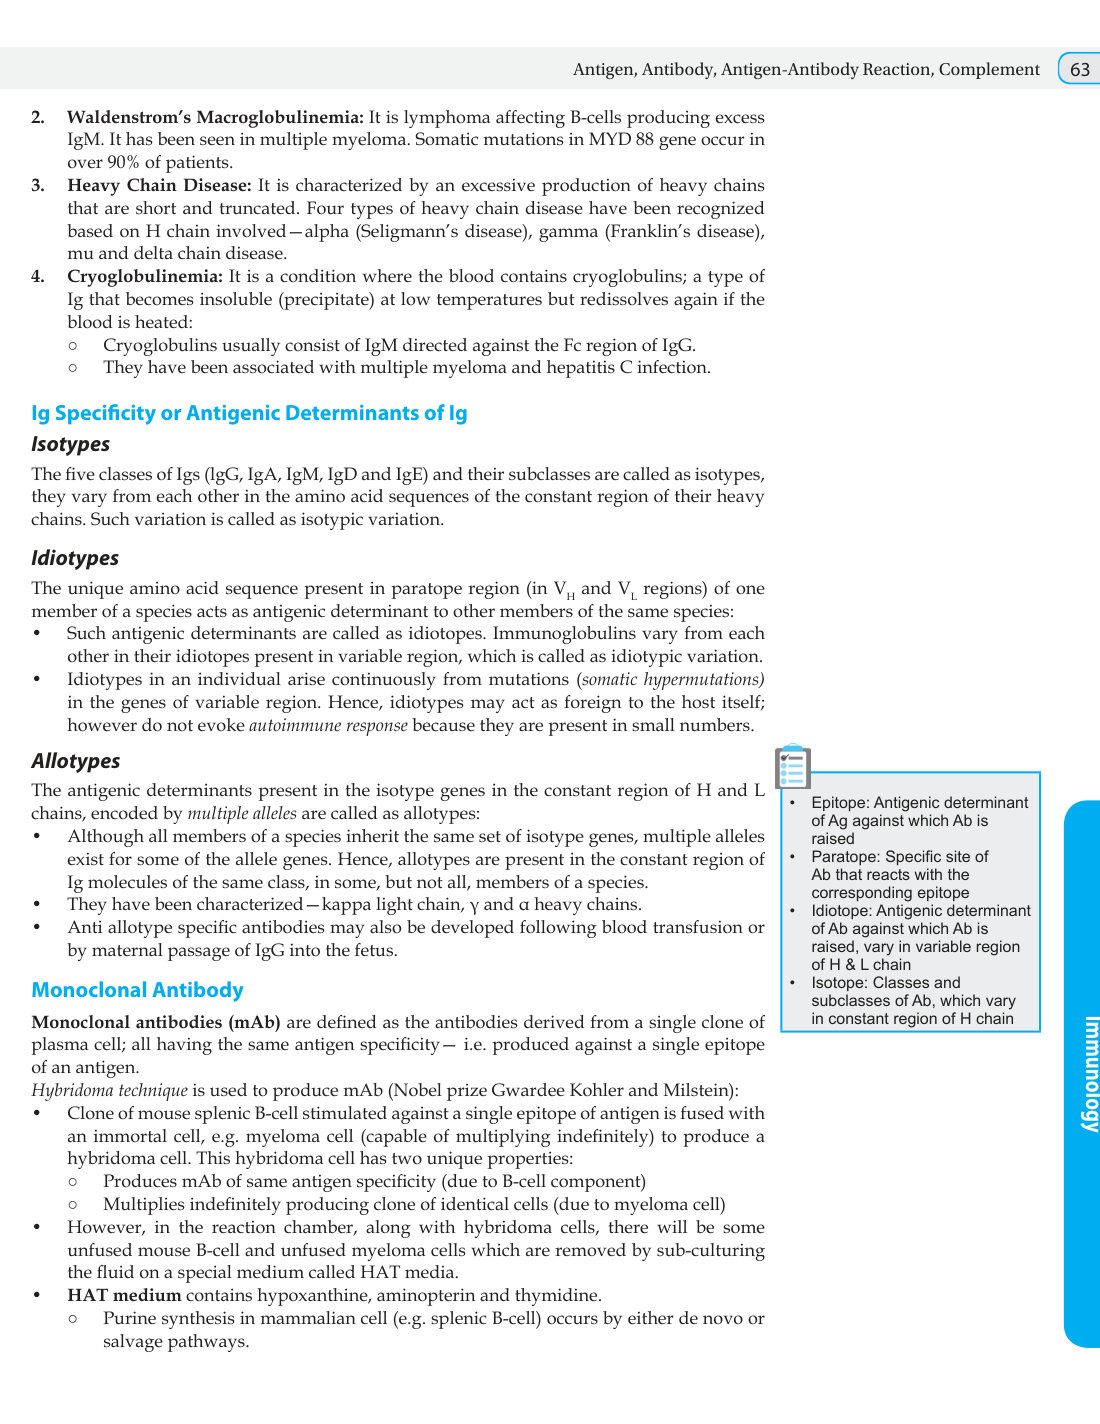 Antigen, Antibody, Antigen-Antibody Reaction, Complement 63
2. Waldenstrom's Macroglobulinemia: It is lymphoma affecting B-cells producing excess
IgM. It has been seen in multiple myeloma. Somatic mutations in MYD 88 gene occur in
over 90% of patients.
3. Heavy Chain Disease: It is characterized by an excessive production of heavy chains
that are short and truncated. Four types of heavy chain disease have been recognized
based on H chain involved—alpha (Seligmann's disease), gamma (Franklin's disease),
mu and delta chain disease.
4. Cryoglobulinemia: It is a condition where the blood contains cryoglobulins; a type of
Ig that becomes insoluble (precipitate) at low temperatures but redissolves again if the
blood is heated:
○ Cryoglobulins usually consist of IgM directed against the Fc region of IgG.
○ They have been associated with multiple myeloma and hepatitis C infection.
Ig Specificity or Antigenic Determinants of Ig
Isotypes
The five classes of Igs (lgG, IgA, IgM, IgD and IgE) and their subclasses are called as isotypes,
they vary from each other in the amino acid sequences of the constant region of their heavy
chains. Such variation is called as isotypic variation.
Idiotypes
The unique amino acid sequence present in paratope region (in VH and VL regions) of one
member of a species acts as antigenic determinant to other members of the same species:
• Such antigenic determinants are called as idiotopes. Immunoglobulins vary from each
other in their idiotopes present in variable region, which is called as idiotypic variation.
• Idiotypes in an individual arise continuously from mutations (somatic hypermutations)
in the genes of variable region. Hence, idiotypes may act as foreign to the host itself;
however do not evoke autoimmune response because they are present in small numbers.
Allotypes
The antigenic determinants present in the isotype genes in the constant region of H and L
chains, encoded by multiple alleles are called as allotypes:
• Although all members of a species inherit the same set of isotype genes, multiple alleles
exist for some of the allele genes. Hence, allotypes are present in the constant region of
Ig molecules of the same class, in some, but not all, members of a species.
• They have been characterized—kappa light chain, γ and α heavy chains.
• Anti allotype specific antibodies may also be developed following blood transfusion or
by maternal passage of IgG into the fetus.
• Epitope: Antigenic determinant
of Ag against which Ab is
raised
• Paratope: Specific site of
Ab that reacts with the
corresponding epitope
• Idiotope: Antigenic determinant
of Ab against which Ab is
raised, vary in variable region
of H & L chain
• Isotope: Classes and
subclasses of Ab, which vary
in constant region of H chain
Monoclonal Antibody
Monoclonal antibodies (mAb) are defined as the antibodies derived from a single clone of
plasma cell; all having the same antigen specificity— i.e. produced against a single epitope
of an antigen.
Hybridoma technique is used to produce mAb (Nobel prize Gwardee Kohler and Milstein):
• Clone of mouse splenic B-cell stimulated against a single epitope of antigen is fused with
an immortal cell, e.g. myeloma cell (capable of multiplying indefinitely) to produce a
hybridoma cell. This hybridoma cell has two unique properties:
○ Produces mAb of same antigen specificity (due to B-cell component)
○ Multiplies indefinitely producing clone of identical cells (due to myeloma cell)
• However, in the reaction chamber, along with hybridoma cells, there will be some
unfused mouse B-cell and unfused myeloma cells which are removed by sub-culturing
the fluid on a special medium called HAT media.
• HAT medium contains hypoxanthine, aminopterin and thymidine.
○ Purine synthesis in mammalian cell (e.g. splenic B-cell) occurs by either de novo or
salvage pathways.
Immunology